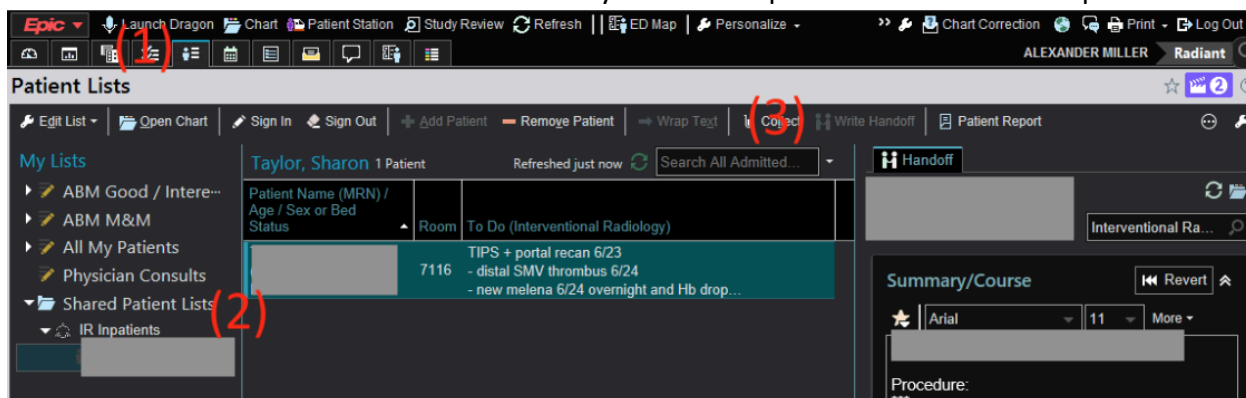 Epic Launch Dragon Chart Patient Station Study Review Refresh ED Map Personalize Chart Correction Print Log Out
(1)
ALEXANDER MILLER Radiant
Patient Lists 2
(3)
Edit List Open Chart Sign In Sign Out Add Patient Remove Patient Wrap Text Collect Write Handoff Patient Report
My Lists
Taylor, Sharon 1 Patient Refreshed just now Search All Admitted...
Handoff
ABM Good / Intere...
ABM M&M
All My Patients
Physician Consults
Shared Patient Lists
(2)
IR Inpatients
Patient Name (MRN) /
Age / Sex or Bed
Status Room To Do (Interventional Radiology)
7116
TIPS + portal recan 6/23
- distal SMV thrombus 6/24
- new melena 6/24 overnight and Hb drop...
Interventional Ra...
Summary/Course Revert
Arial 11 More
Procedure:
***